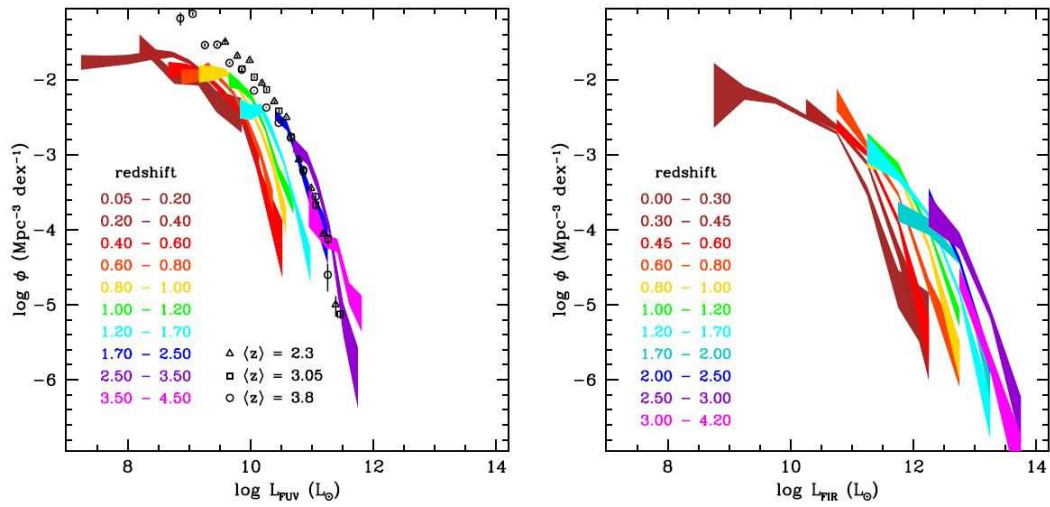 log ϕ (Mpc⁻³ dex⁻¹)
−2
−3
−4
−5
−6
redshift
0.05 − 0.20
0.20 − 0.40
0.40 − 0.60
0.60 − 0.80
0.80 − 1.00
1.00 − 1.20
1.20 − 1.70
1.70 − 2.50
2.50 − 3.50
3.50 − 4.50
⟨z⟩ = 2.3
⟨z⟩ = 3.05
⟨z⟩ = 3.8
8 10 12 14
log L_FUV (L_⊙)
log ϕ (Mpc⁻³ dex⁻¹)
−2
−3
−4
−5
−6
redshift
0.00 − 0.30
0.30 − 0.45
0.45 − 0.60
0.60 − 0.80
0.80 − 1.00
1.00 − 1.20
1.20 − 1.70
1.70 − 2.00
2.00 − 2.50
2.50 − 3.00
3.00 − 4.20
8 10 12 14
log L_FIR (L_⊙)